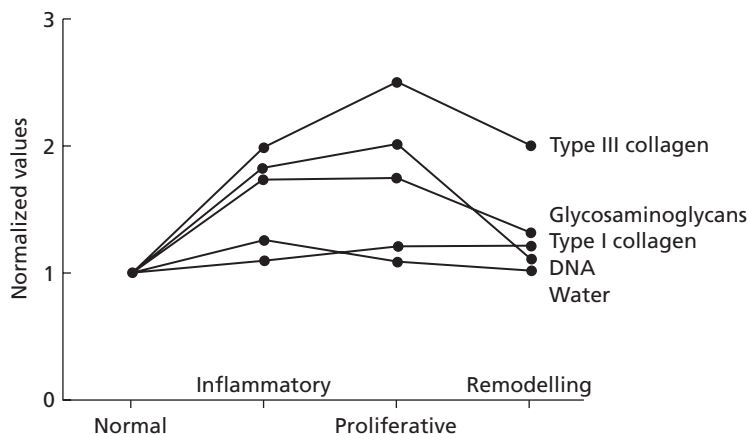 3
2
1
0
Normalized values
Type III collagen
Glycosaminoglycans
Type I collagen
DNA
Water
Inflammatory
Remodelling
Normal
Proliferative